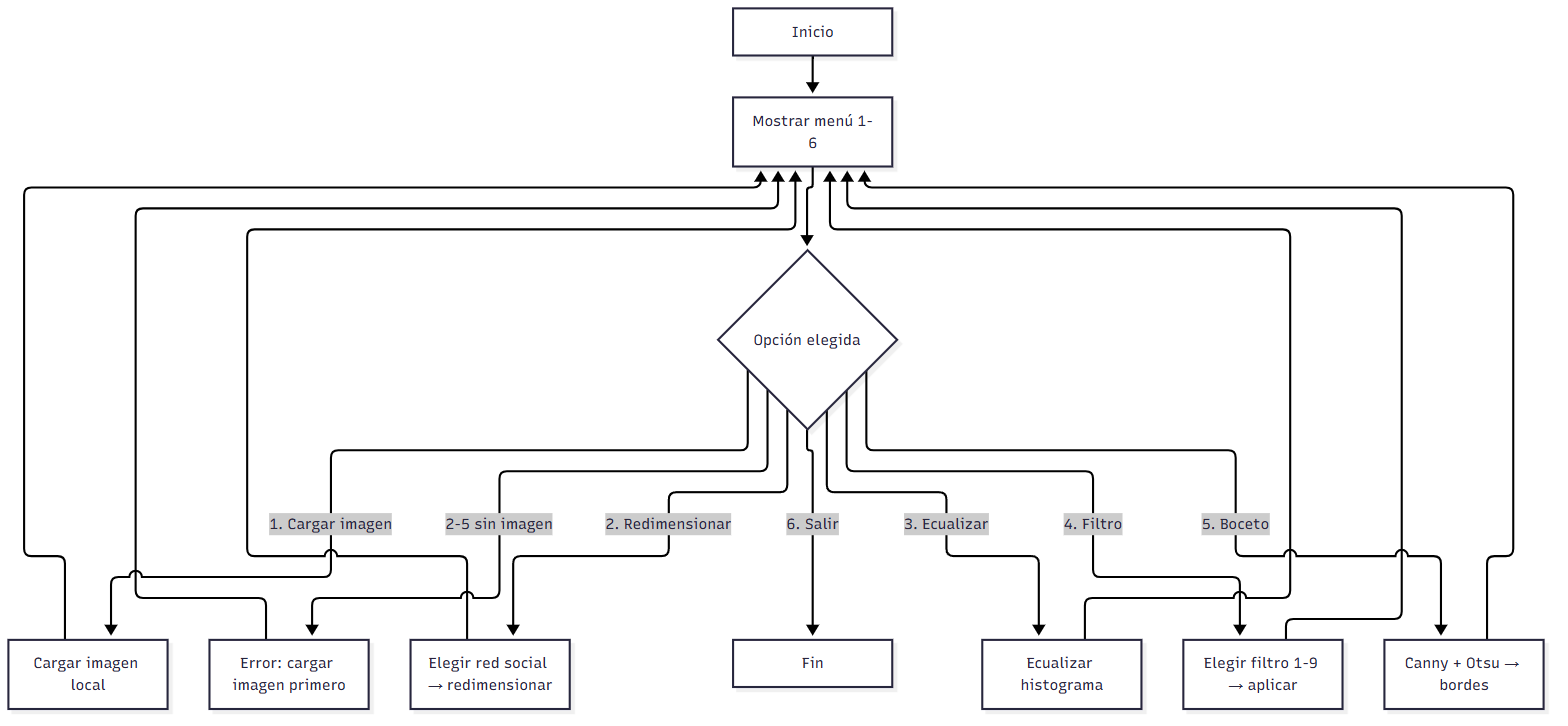 Inicio
Mostrar menú 1-
6
Opción elegida
1. Cargar imagen
2-5 sin imagen
2. Redimensionar
6. Salir
3. Ecualizar
4. Filtro
5. Boceto
Cargar imagen
local
Error: cargar
imagen primero
Elegir red social
→ redimensionar
Fin
Ecualizar
histograma
Elegir filtro 1-9
→ aplicar
Canny + Otsu →
bordes